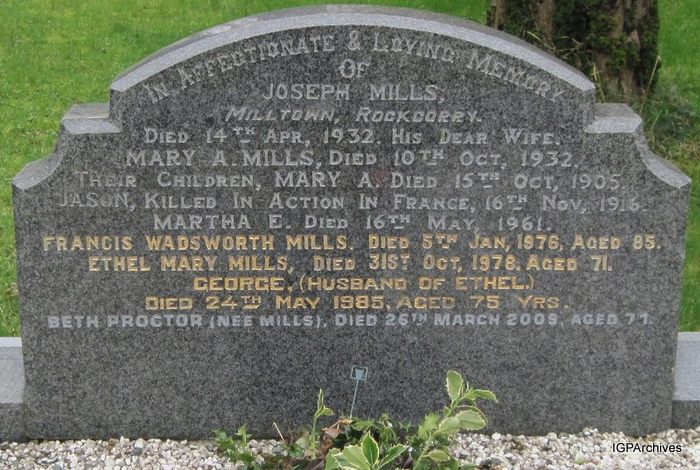 IN AFFECTIONATE & LOVING MEMORY
OF
JOSEPH MILLS,
MILLTOWN, ROCKCORRY.
DIED 14TH APR, 1932. HIS DEAR WIFE,
MARY A. MILLS, DIED 10TH OCT, 1932.
THEIR CHILDREN, MARY A, DIED 15TH OCT, 1905.
JASON, KILLED IN ACTION IN FRANCE, 16TH NOV, 1916.
MARTHA E. DIED 16TH MAY, 1961.
FRANCIS WADSWORTH MILLS. DIED 5TH JAN, 1976, AGED 85.
ETHEL MARY MILLS, DIED 31ST OCT, 1978. AGED 71.
GEORGE, (HUSBAND OF ETHEL.)
DIED 24TH MAY 1985, AGED 75 YRS.
BETH PROCTOR (NEE MILLS), DIED 26TH MARCH 2009, AGED 77.
IGPArchives